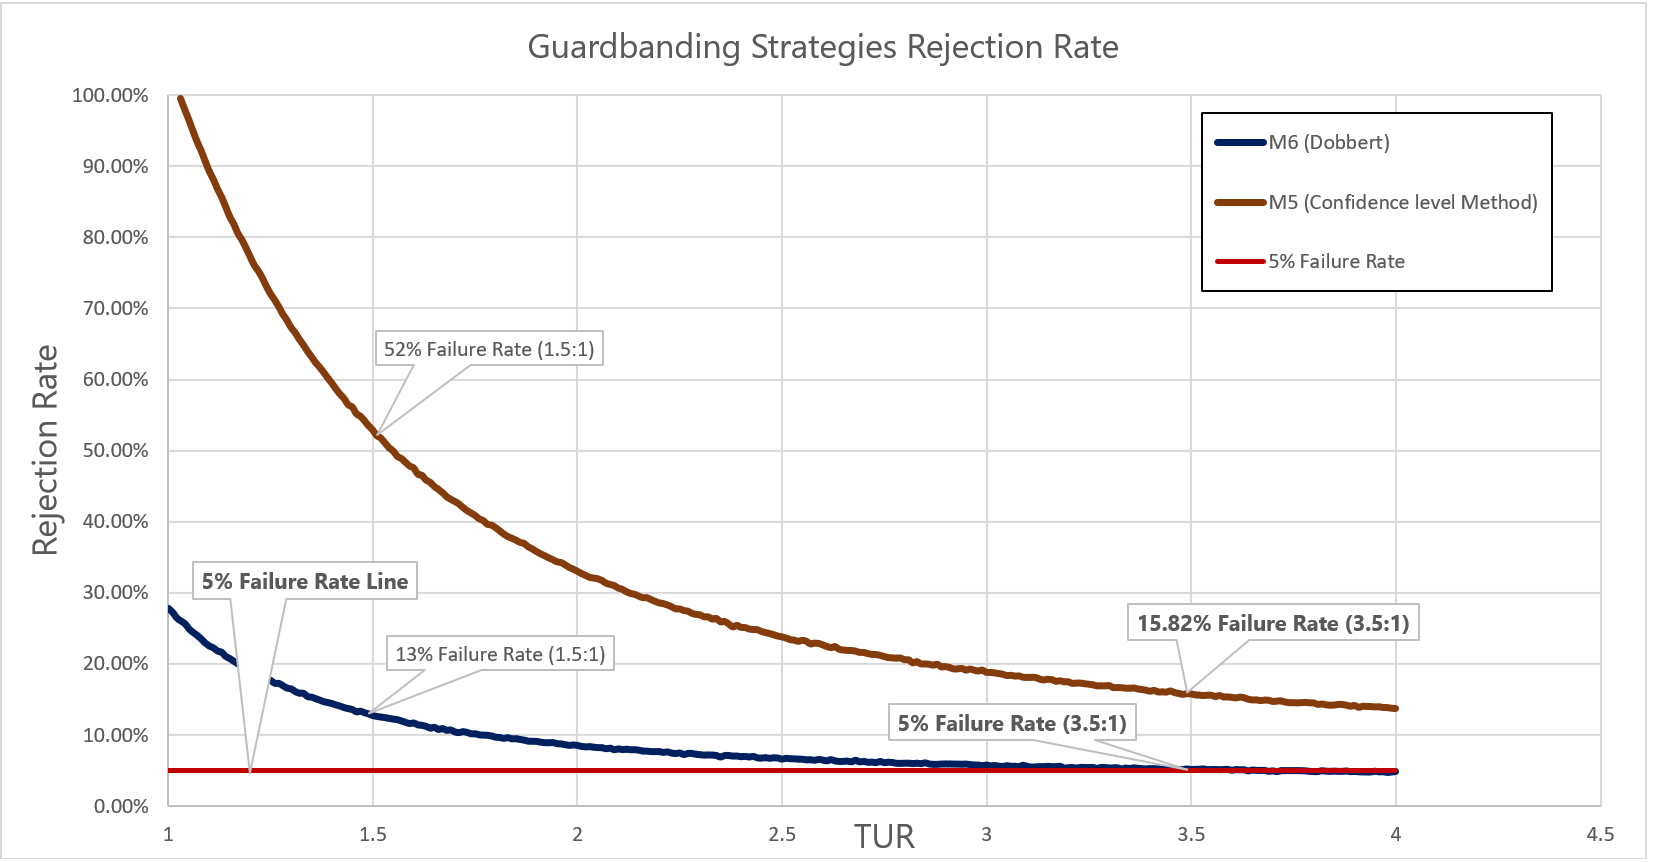 Guardbanding Strategies Rejection Rate
100.00%
90.00%
80.00%
70.00%
60.00%
50.00%
40.00%
30.00%
20.00%
10.00%
0.00%
Rejection Rate
M6 (Dobbert)
M5 (Confidence level Method)
5% Failure Rate
52% Failure Rate (1.5:1)
5% Failure Rate Line
13% Failure Rate (1.5:1)
15.82% Failure Rate (3.5:1)
5% Failure Rate (3.5:1)
1
1.5
2
2.5
3
3.5
4
4.5
TUR